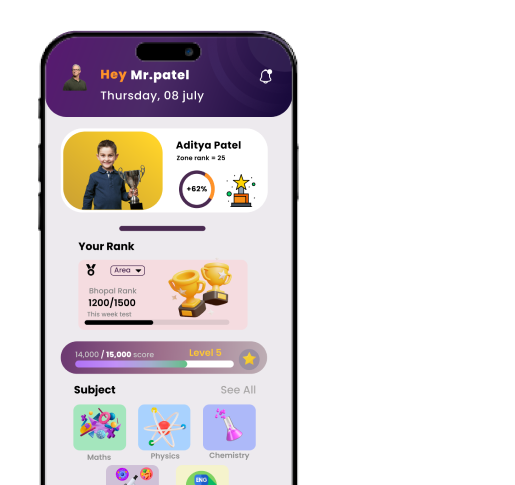 Hey Mr.patel
Thursday, 08 july
Aditya Patel
Zone rank = 25
+62%
Your Rank
Area
Bhopal Rank
1200/1500
This week test
14,000 / 15,000 score
Level 5
Subject
See All
Maths
Physics
Chemistry
ENG